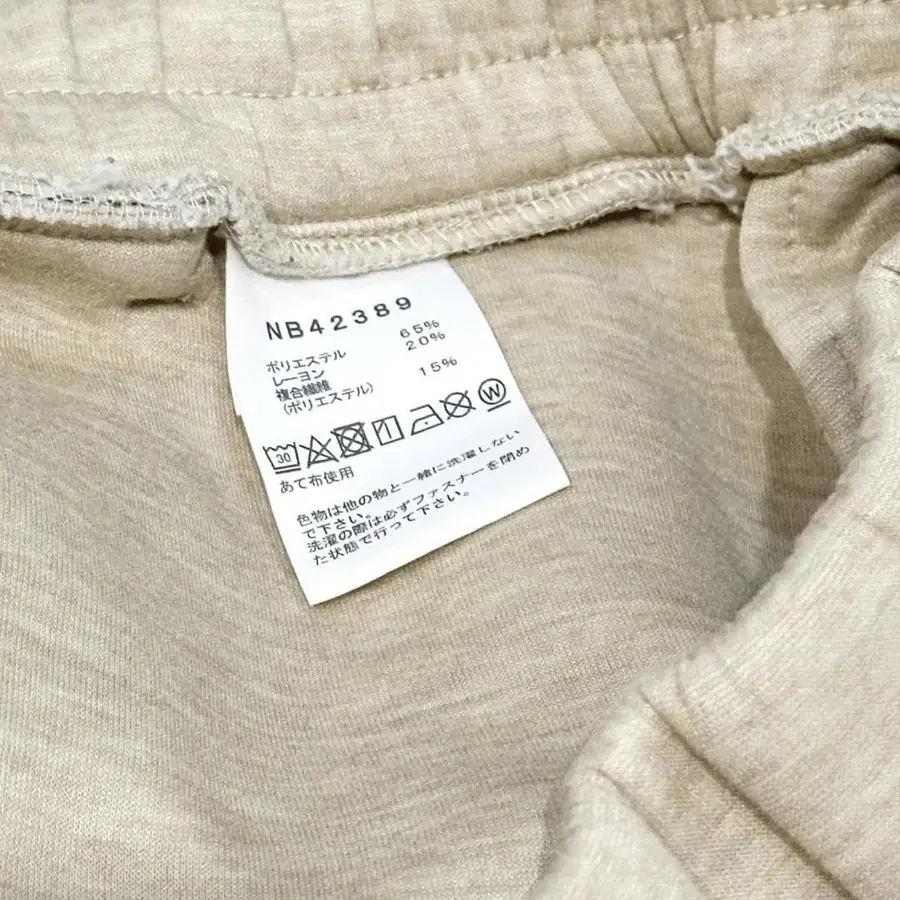 NB42389
ポリエステル 65%
レーヨン 20%
複合繊維 15%
(ポリエステル)
30 W
あて布使用
色物は他の物と一緒に洗濯しない
で下さい。
洗濯の際は必ずファスナーを閉め
た状態で行って下さい。